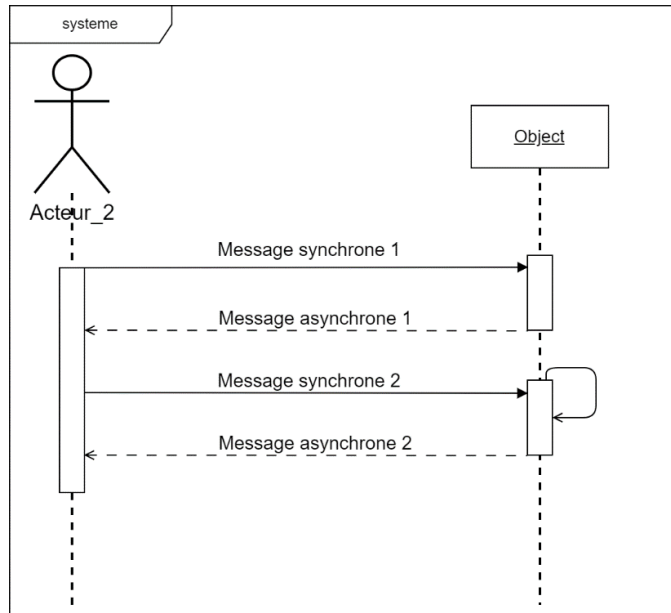 systeme
Object
Acteur_2
Message synchrone 1
Message asynchrone 1
Message synchrone 2
Message asynchrone 2